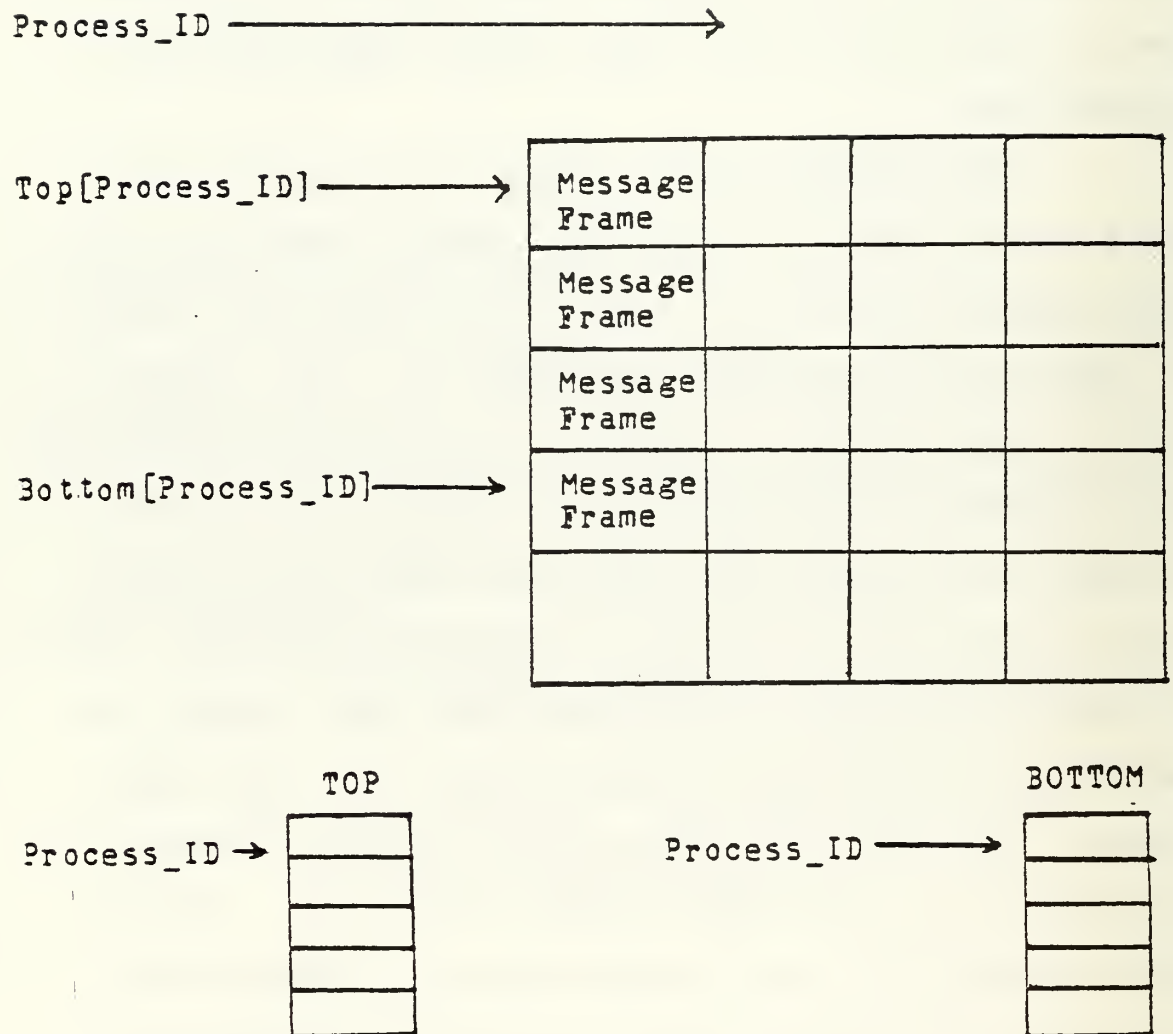 Process_ID
Top[Process_ID]
Message
Frame
Message
Frame
Message
Frame
Bottom[Process_ID]
Message
Frame
TOP
BOTTOM
Process_ID
Process_ID